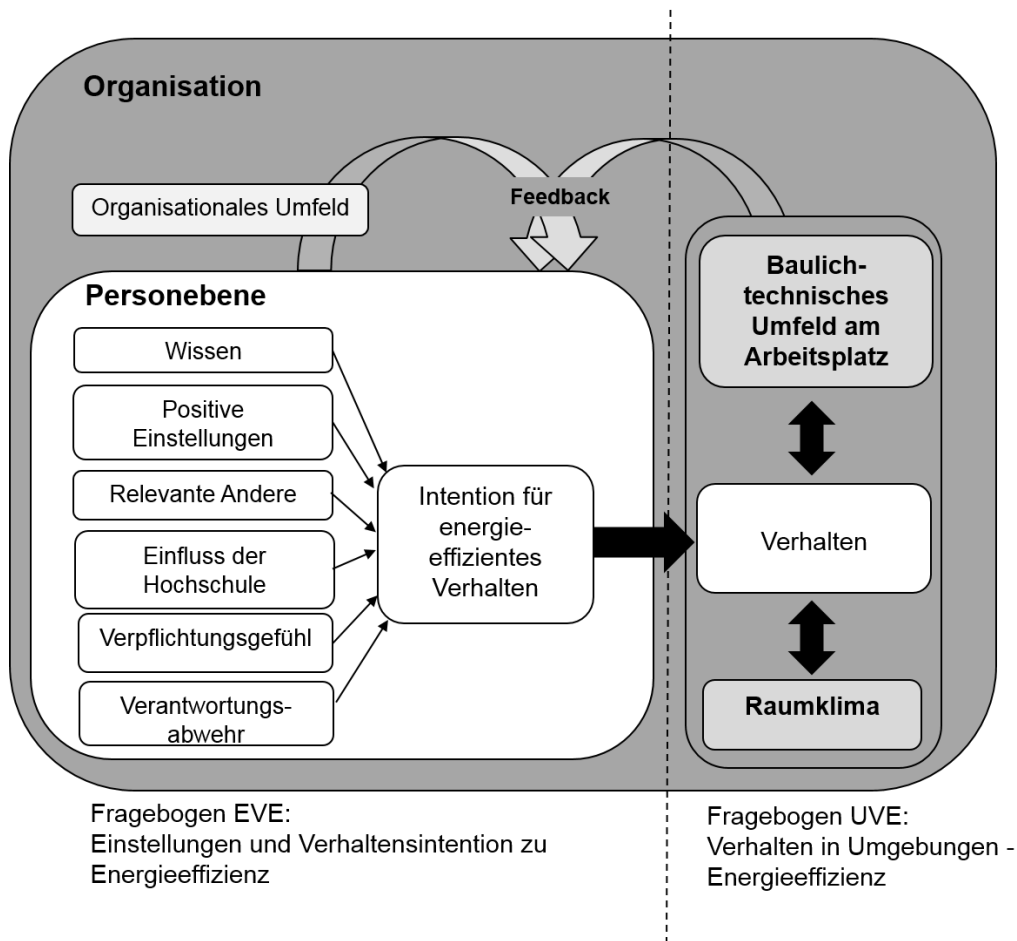 Organisation
Organisationales Umfeld
Feedback
Personebene
Wissen
Positive
Einstellungen
Relevante Andere
Einfluss der
Hochschule
Verpflichtungsgefühl
Verantwortungs-
abwehr
Intention für
energie-
effizientes
Verhalten
Baulich-
technisches
Umfeld am
Arbeitsplatz
Verhalten
Raumklima
Fragebogen EVE:
Einstellungen und Verhaltensintention zu
Energieeffizienz
Fragebogen UVE:
Verhalten in Umgebungen -
Energieeffizienz